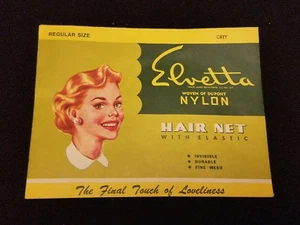 REGULAR SIZE
Elvetta
WOVEN OF DUPONT
NYLON
HAIR NET
WITH ELASTIC
INVISIBLE
DURABLE
FINE MESH
The Final Touch of Loveliness